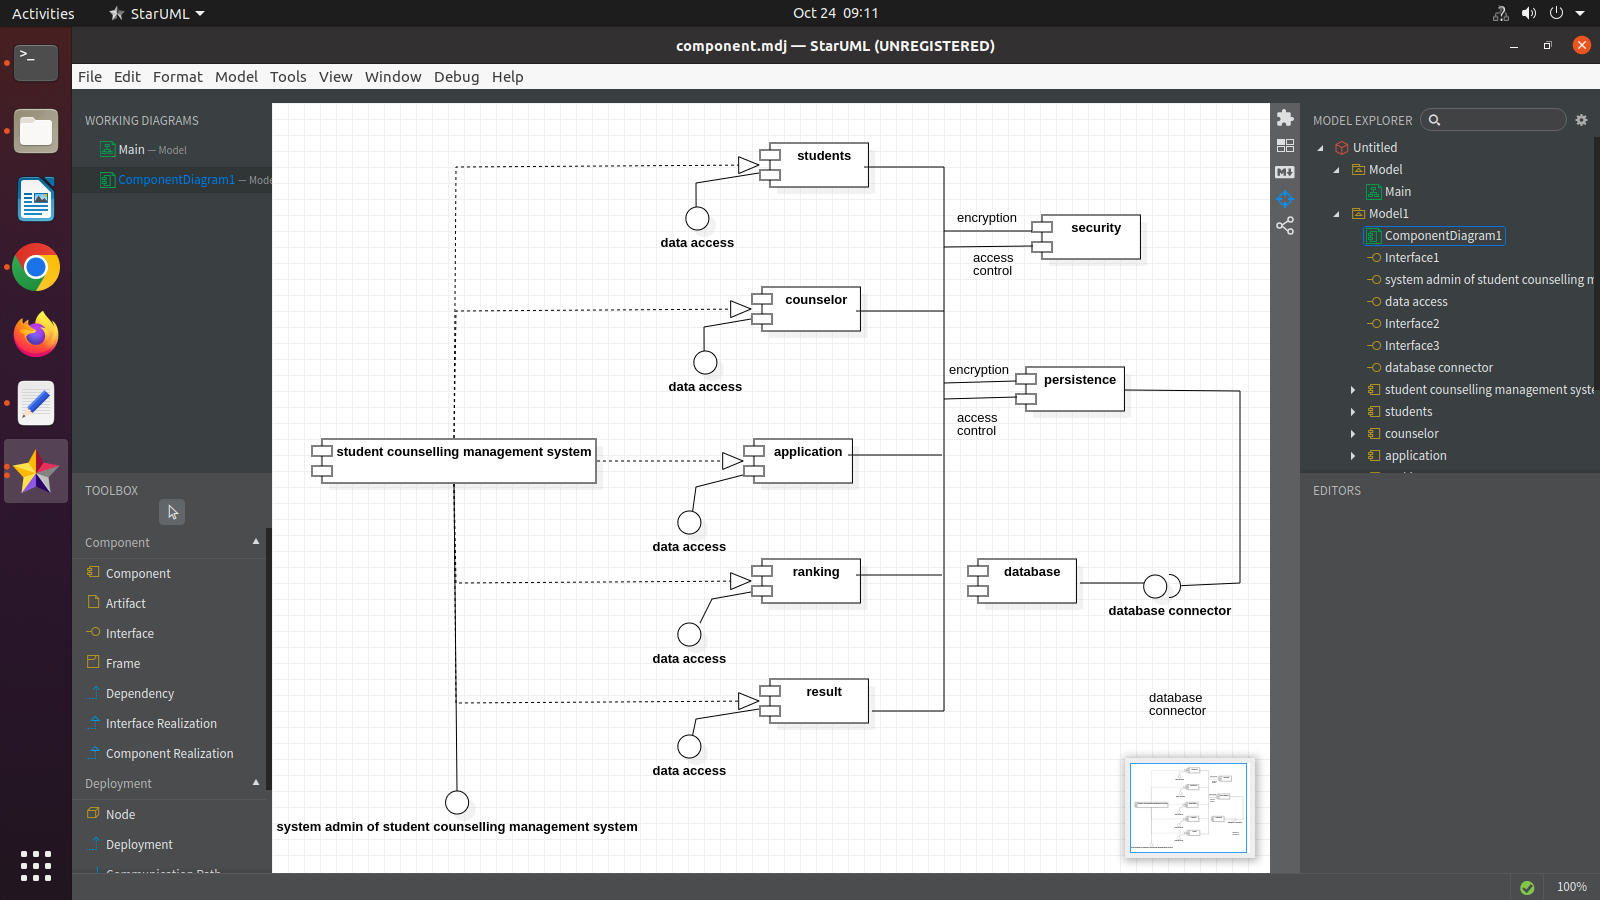 Activities
StarUML
Oct 24 09:11
component.mdj — StarUML (UNREGISTERED)
File Edit Format Model Tools View Window Debug Help
WORKING DIAGRAMS
Main — Model
ComponentDiagram1 — Mode
TOOLBOX
Component
Component
Artifact
Interface
Frame
Dependency
Interface Realization
Component Realization
Deployment
Node
Deployment
Communication Path
students
data access
encryption
security
access
control
counselor
data access
encryption
persistence
access
control
student counselling management system
application
data access
ranking
data access
database
database connector
result
data access
database
connector
system admin of student counselling management system
MODEL EXPLORER
Untitled
Model
Main
Model1
ComponentDiagram1
Interface1
system admin of student counselling m
data access
Interface2
Interface3
database connector
student counselling management syste
students
counselor
application
EDITORS
100%